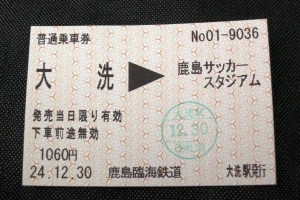 普通乗車券
No01-9036
大洗▶鹿島サッカースタジアム
発売当日限り有効
下車前途無効
12.30
1060円
24.12.30
鹿島臨海鉄道
大洗駅発行